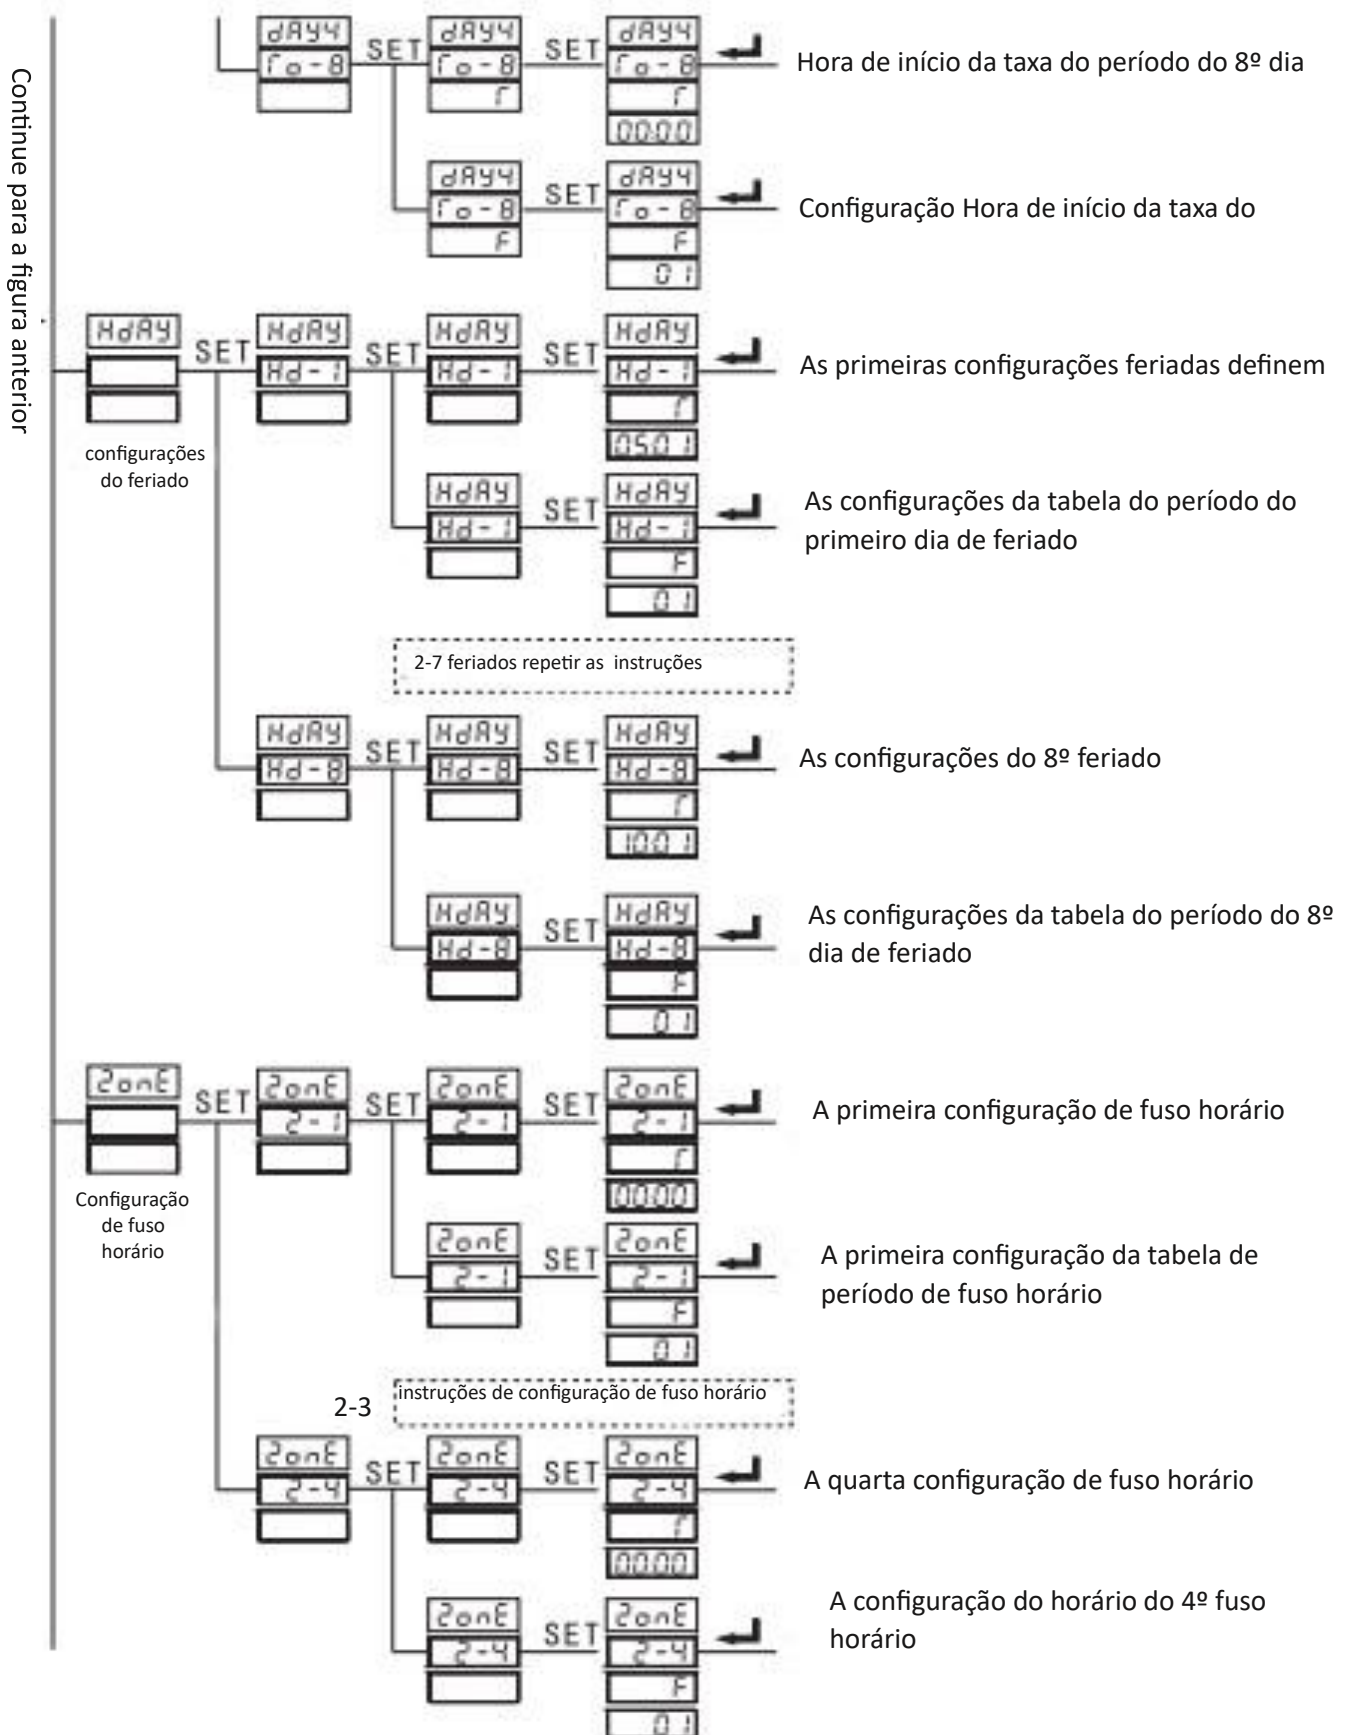 Continue para a figura anterior
dAY4 SET dAY4 SET dAY4
To-8 To-8 To-8
T T
00:00
Hora de início da taxa do período do 8º dia
dAY4 SET dAY4
To-8 To-8
F F
01
Configuração Hora de início da taxa do
HdAY SET HdAY SET HdAY SET HdAY
Hd-1 Hd-1 Hd-1
T
05.01
As primeiras configurações feriadas definem
configurações
do feriado
HdAY SET HdAY
Hd-1 Hd-1
F
01
As configurações da tabela do período do
primeiro dia de feriado
2-7 feriados repetir as instruções
HdAY SET HdAY SET HdAY
Hd-8 Hd-8 Hd-8
T
10.01
As configurações do 8º feriado
HdAY SET HdAY
Hd-8 Hd-8
F
01
As configurações da tabela do período do 8º
dia de feriado
ZonE SET ZonE SET ZonE SET ZonE
Z-1 Z-1 Z-1
T
00.00
A primeira configuração de fuso horário
Configuração
de fuso
horário
ZonE SET ZonE
Z-1 Z-1
F
01
A primeira configuração da tabela de
período de fuso horário
2-3 instruções de configuração de fuso horário
ZonE SET ZonE SET ZonE
Z-4 Z-4 Z-4
T
00.00
A quarta configuração de fuso horário
ZonE SET ZonE
Z-4 Z-4
F
01
A configuração do horário do 4º fuso
horário